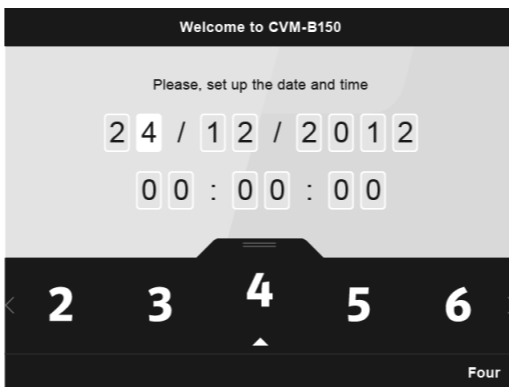 Welcome to CVM-B150
Please, set up the date and time
24/12/2012
00:00:00
2 3 4 5 6
Four